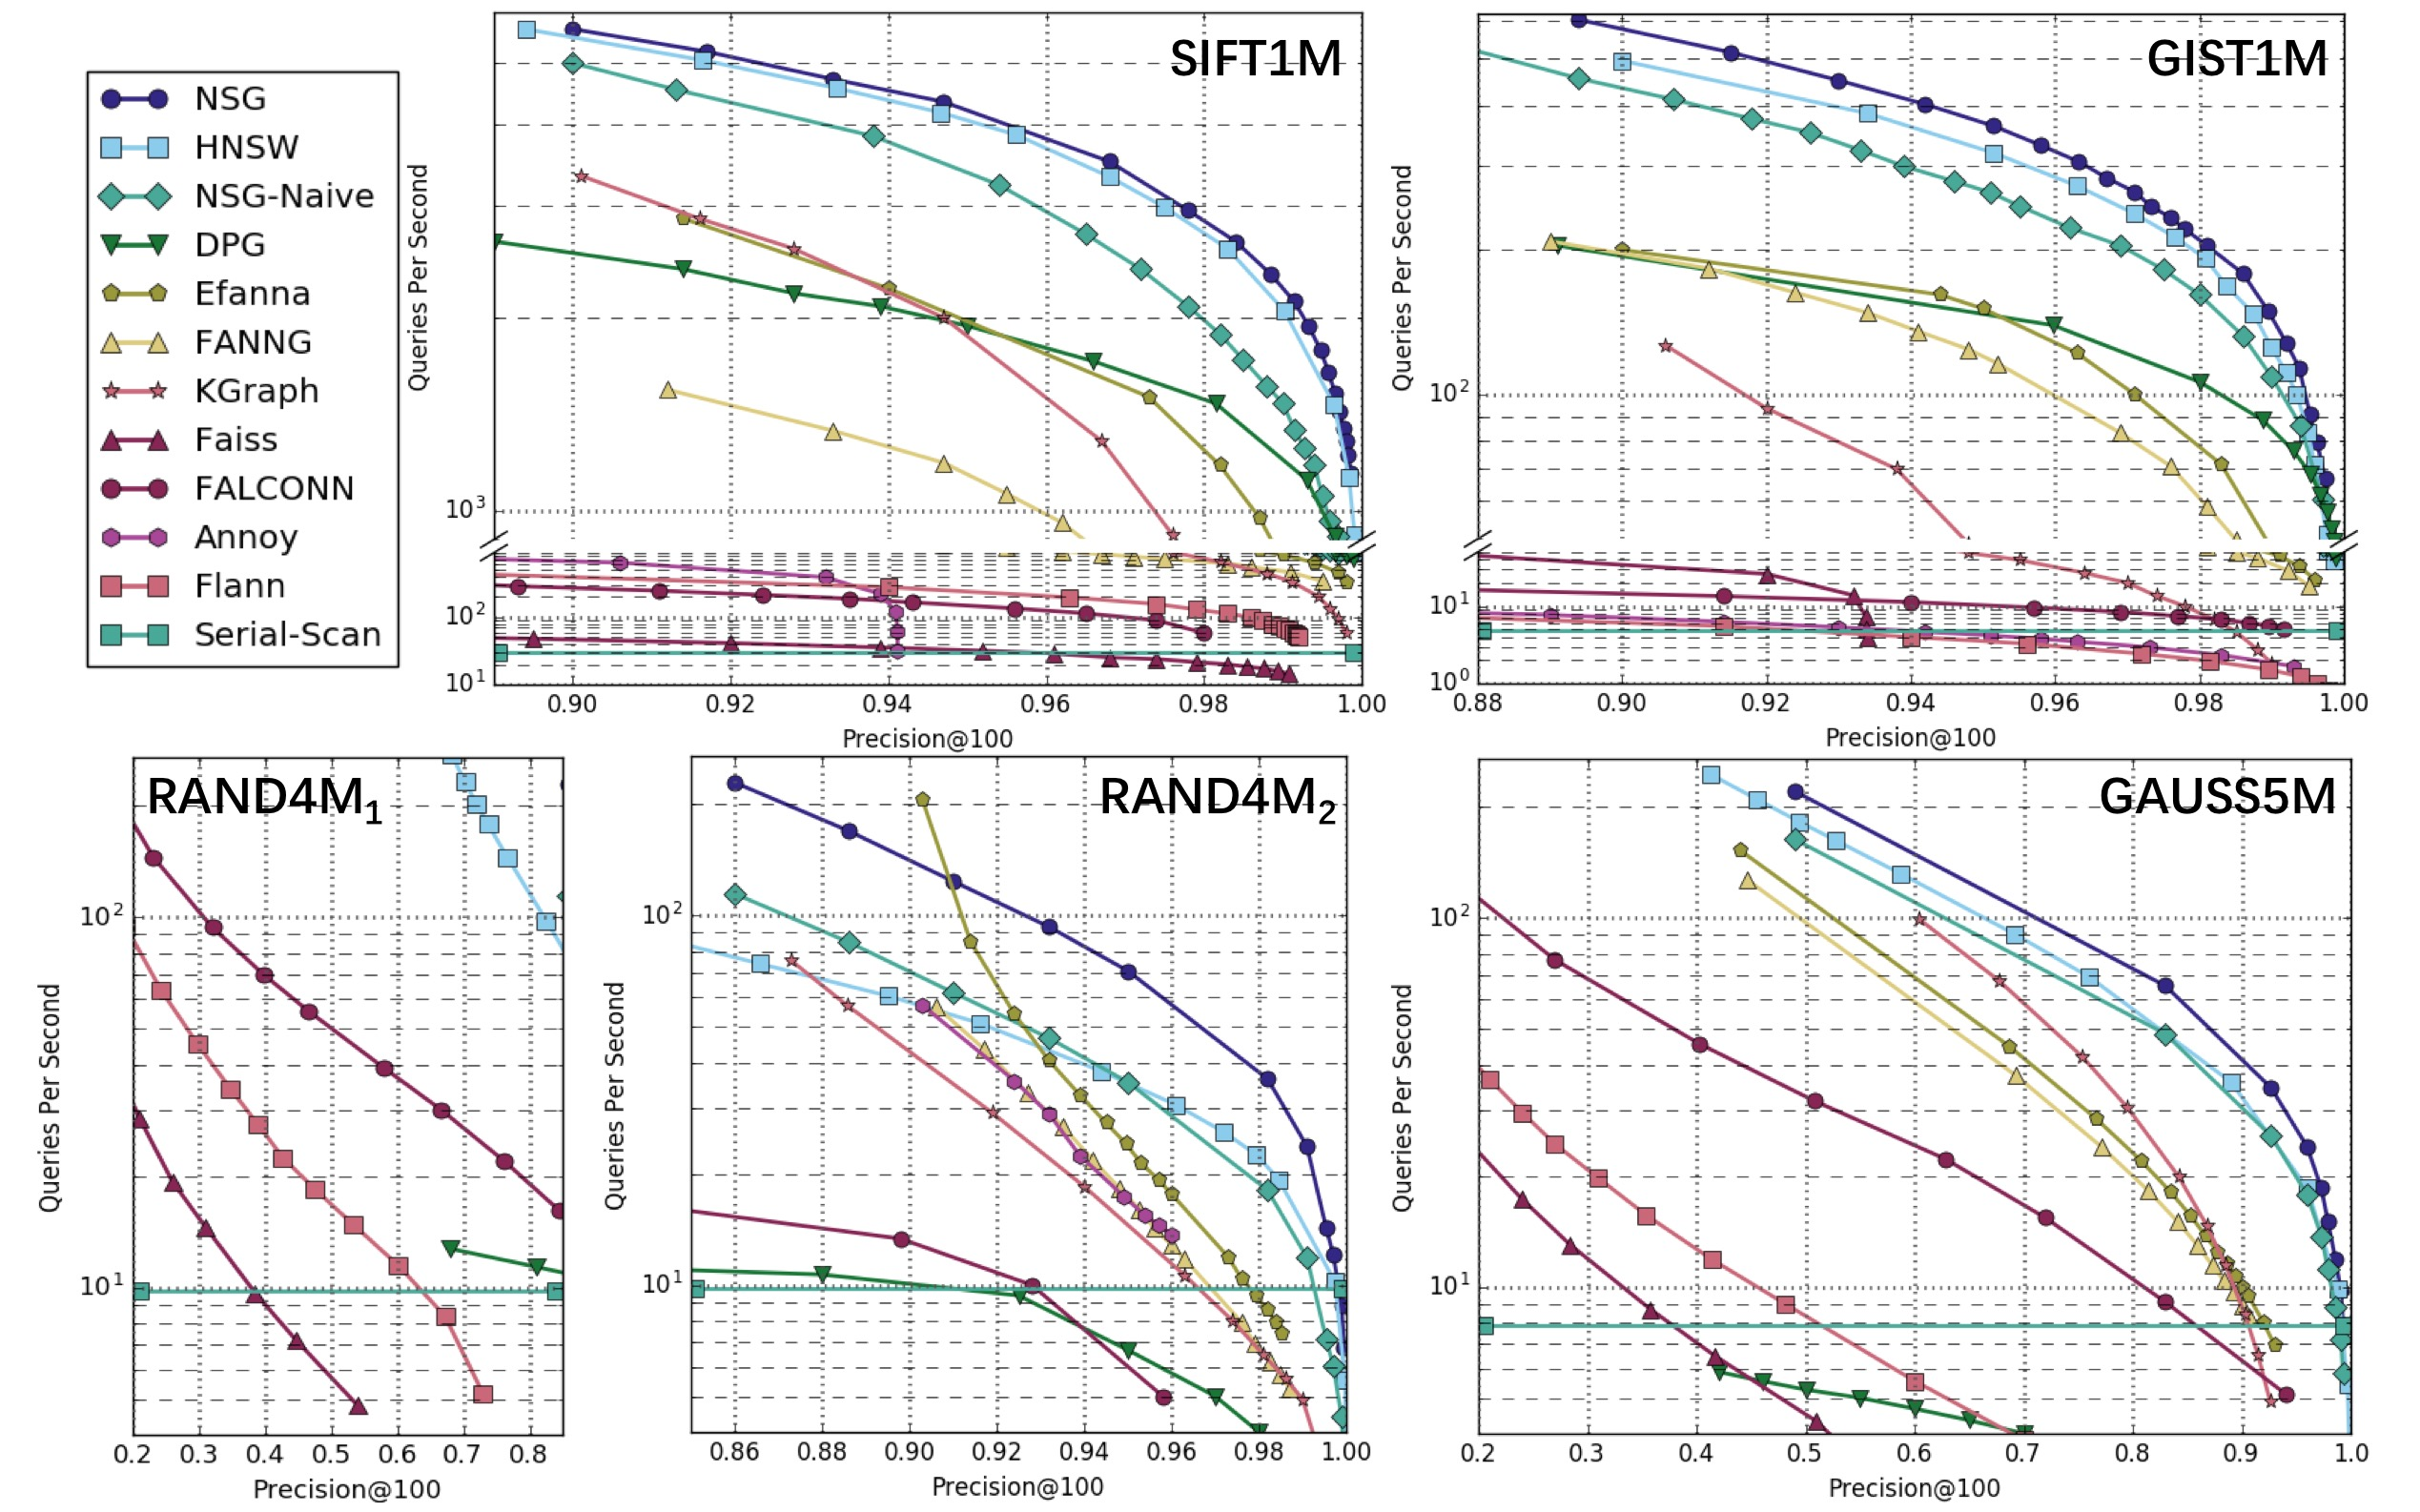 NSG
HNSW
NSG-Naive
DPG
Efanna
FANNG
KGraph
Faiss
FALCONN
Annoy
Flann
Serial-Scan
SIFT1M
Queries Per Second
10³
10²
10¹
0.90 0.92 0.94 0.96 0.98 1.00
Precision@100
GIST1M
Queries Per Second
10²
10¹
10⁰
0.88 0.90 0.92 0.94 0.96 0.98 1.00
Precision@100
RAND4M₁
Queries Per Second
10²
10¹
0.2 0.3 0.4 0.5 0.6 0.7 0.8
Precision@100
RAND4M₂
Queries Per Second
10²
10¹
0.86 0.88 0.90 0.92 0.94 0.96 0.98 1.00
Precision@100
GAUSS5M
Queries Per Second
10²
10¹
0.2 0.3 0.4 0.5 0.6 0.7 0.8 0.9 1.0
Precision@100